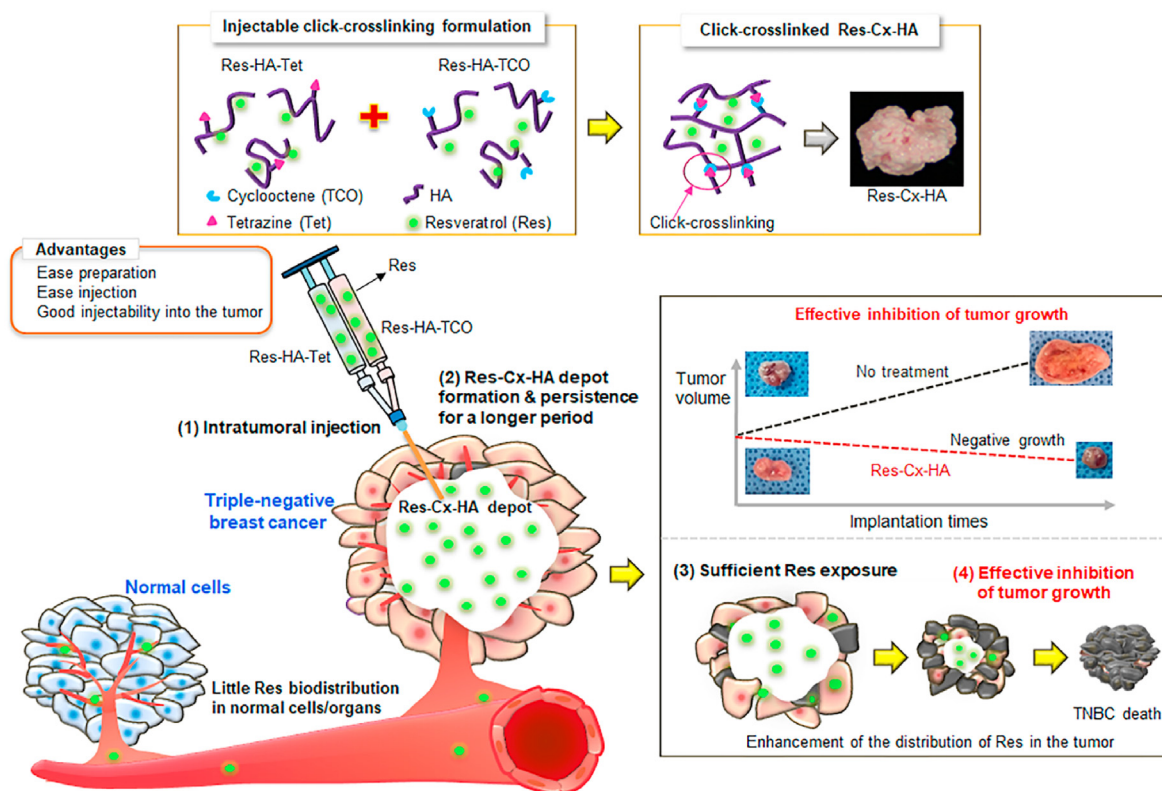 Injectable click-crosslinking formulation
Res-HA-Tet
Res-HA-TCO
Cyclooctene (TCO)
HA
Tetrazine (Tet)
Resveratrol (Res)
Click-crosslinked Res-Cx-HA
Click-crosslinking
Res-Cx-HA
Advantages
Ease preparation
Ease injection
Good injectability into the tumor
Res
Res-HA-TCO
Res-HA-Tet
(1) Intratumoral injection
(2) Res-Cx-HA depot
formation & persistence
for a longer period
Triple-negative
breast cancer
Res-Cx-HA depot
Normal cells
Little Res biodistribution
in normal cells/organs
Effective inhibition of tumor growth
Tumor
volume
No treatment
Negative growth
Res-Cx-HA
Implantation times
(3) Sufficient Res exposure
(4) Effective inhibition
of tumor growth
TNBC death
Enhancement of the distribution of Res in the tumor